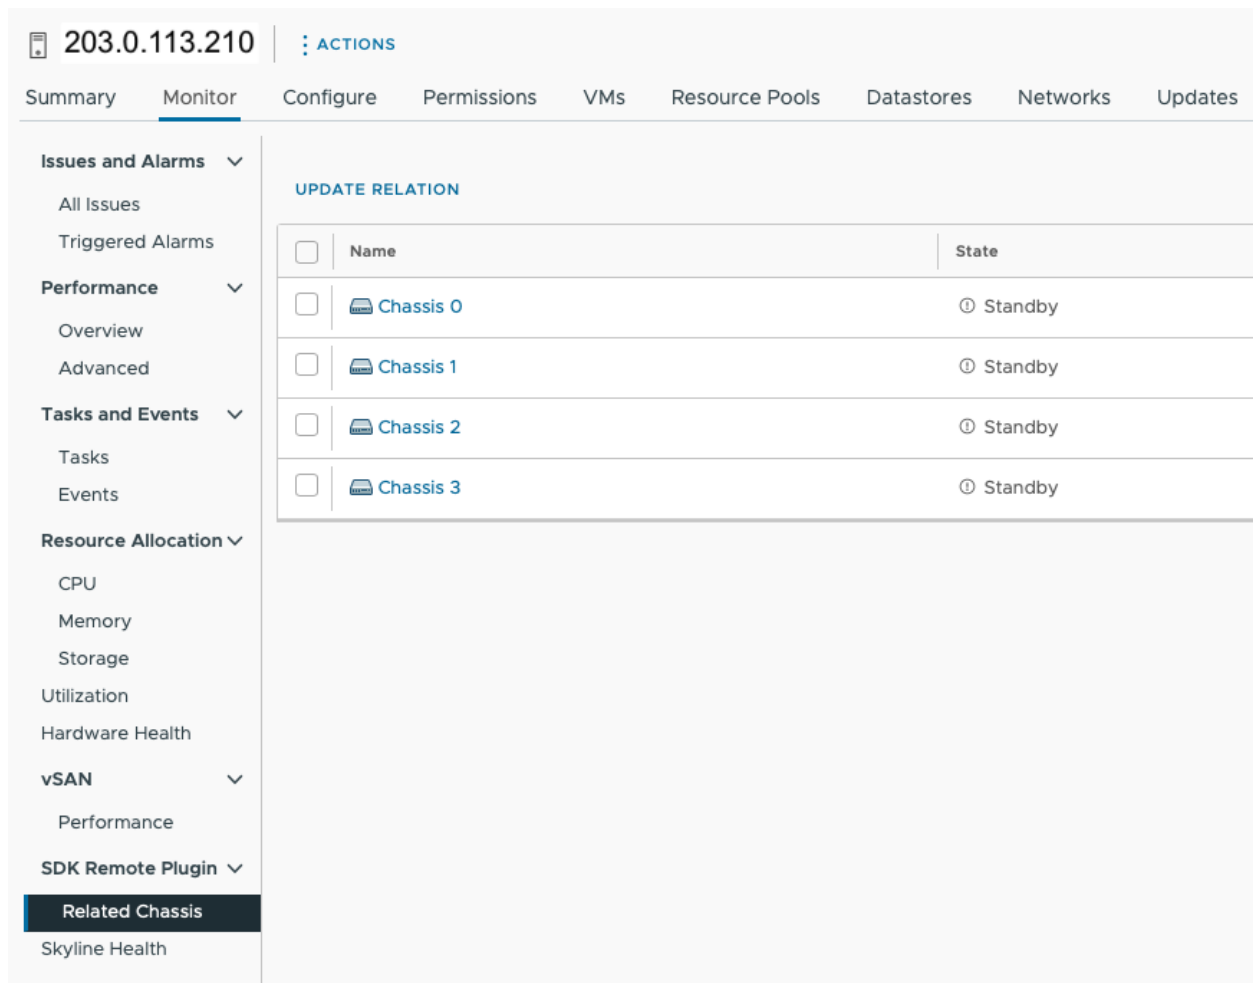 203.0.113.210
ACTIONS
Summary Monitor Configure Permissions VMs Resource Pools Datastores Networks Updates
Issues and Alarms
All Issues
Triggered Alarms
Performance
Overview
Advanced
Tasks and Events
Tasks
Events
Resource Allocation
CPU
Memory
Storage
Utilization
Hardware Health
vSAN
Performance
SDK Remote Plugin
Related Chassis
Skyline Health
UPDATE RELATION
Name State
Chassis 0 Standby
Chassis 1 Standby
Chassis 2 Standby
Chassis 3 Standby